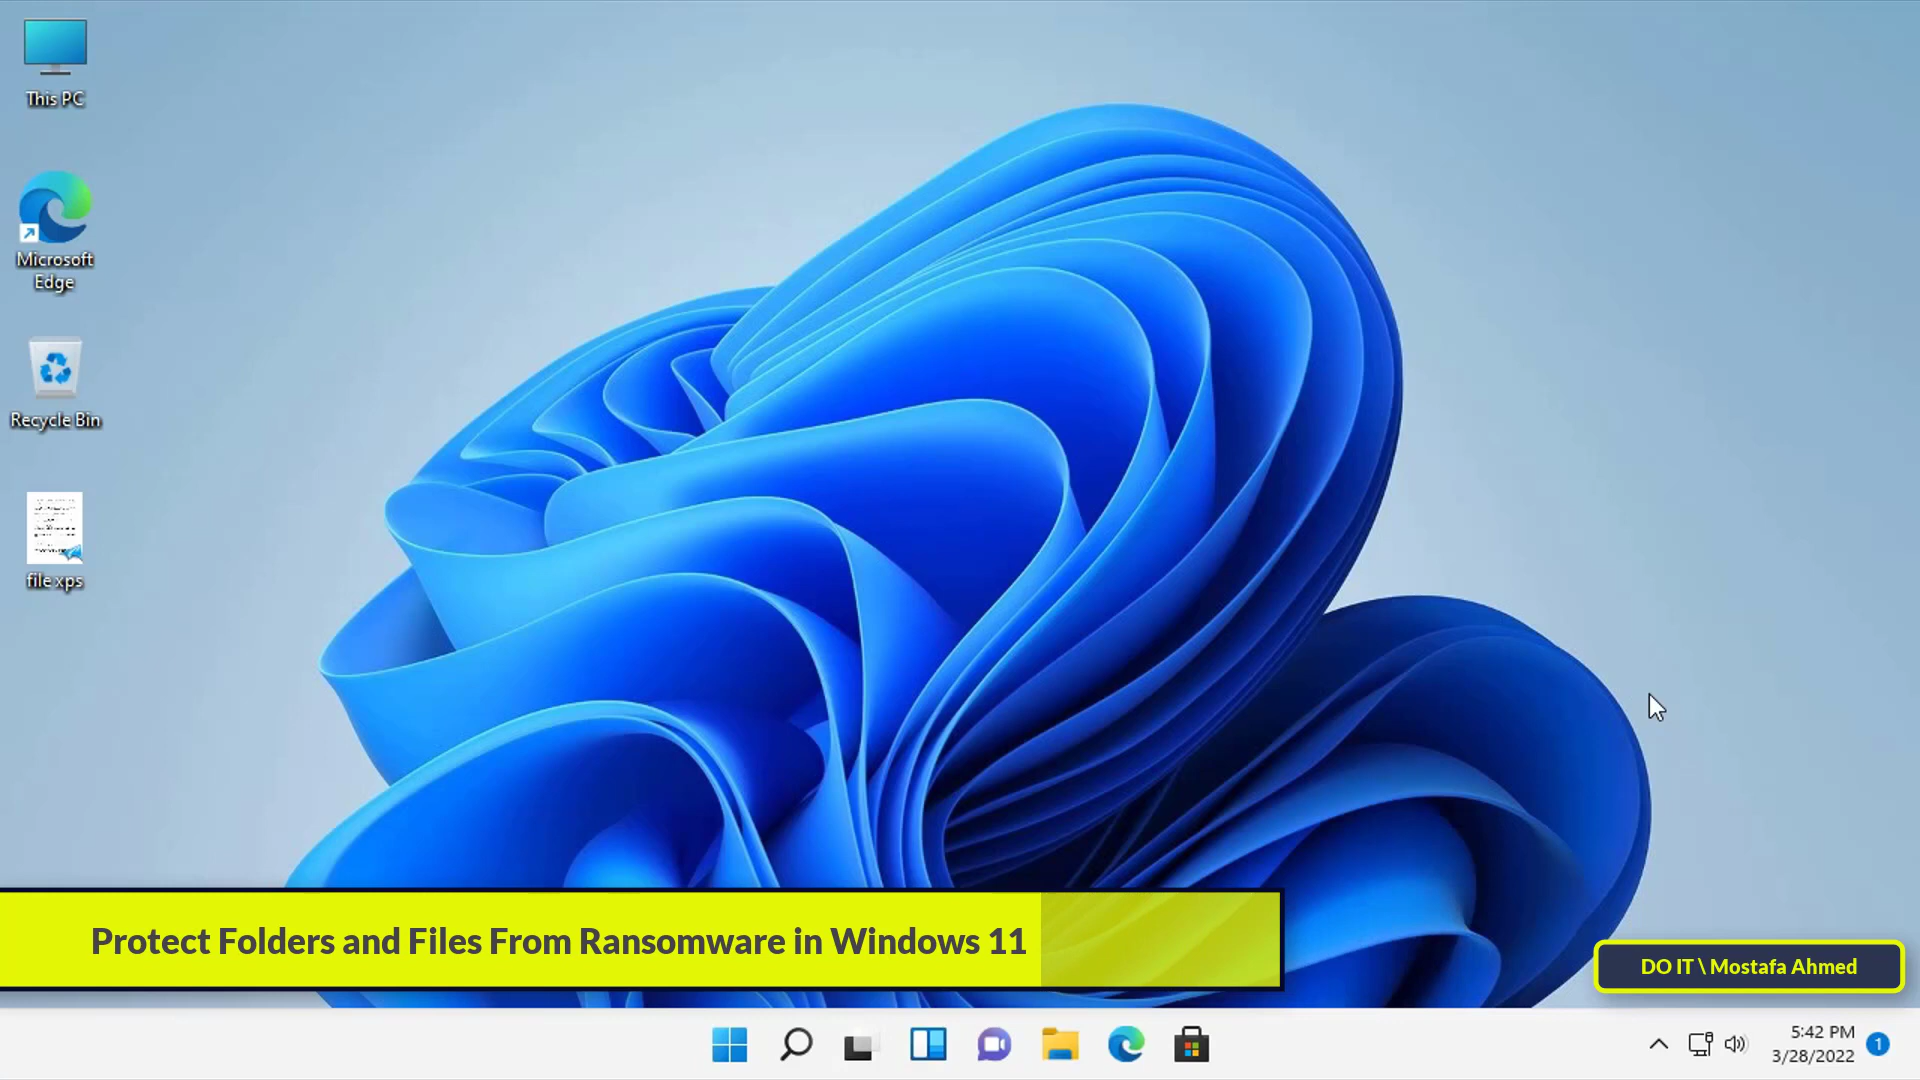 This PC
Microsoft
Edge
Recycle Bin
file.xps
Protect Folders and Files From Ransomware in Windows 11
DO IT \ Mostafa Ahmed
5:42 PM
3/28/2022
1